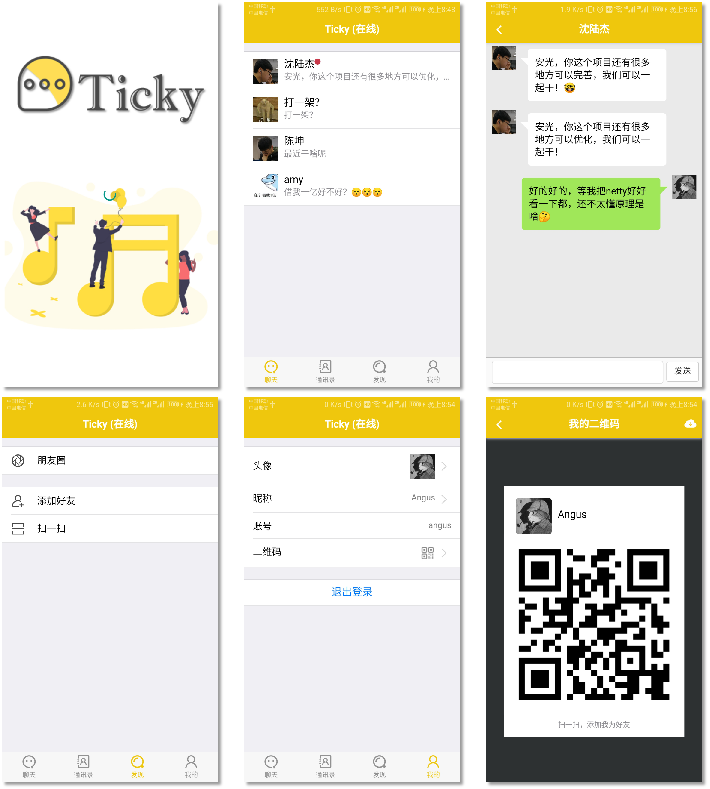 Ticky
Ticky (在线)
沈陆杰
安光，你这个项目还有很多地方可以优化，...
打一架？
打一架？
陈坤
最近干啥呢
amy
借我一亿好不好？
聊天
通讯录
发现
我的
沈陆杰
安光，你这个项目还有很多
地方可以完善，我们可以一
起干！
安光，你这个项目还有很多
地方可以优化，我们可以一
起干！
好的好的，等我把netty好好
看一下都，还不太懂原理是
啥
发送
Ticky (在线)
朋友圈
添加好友
扫一扫
聊天
通讯录
发现
我的
Ticky (在线)
头像
昵称
Angus
账号
angus
二维码
退出登录
聊天
通讯录
发现
我的
我的二维码
Angus
扫一扫，添加我为好友